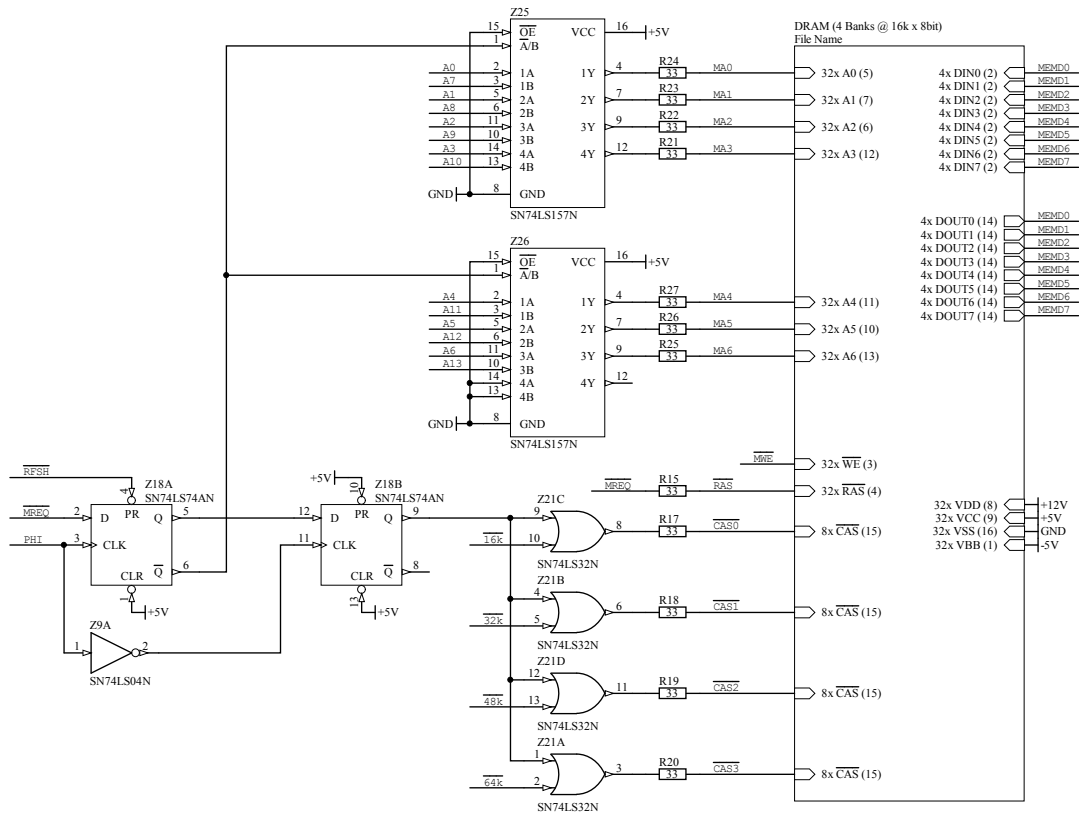 Z25
15
OE
VCC
16
+5V
1
A/B
A0
2
1A
1Y
4
R24
33
MA0
A7
3
1B
A1
5
2A
2Y
7
R23
33
MA1
A8
6
2B
A2
11
3A
3Y
9
R22
33
MA2
A9
10
3B
A3
14
4A
4Y
12
R21
33
MA3
A10
13
4B
GND
8
GND
SN74LS157N
DRAM (4 Banks @ 16k x 8bit)
File Name
32x A0 (5)
32x A1 (7)
32x A2 (6)
32x A3 (12)
4x DIN0 (2)
MEMD0
4x DIN1 (2)
MEMD1
4x DIN2 (2)
MEMD2
4x DIN3 (2)
MEMD3
4x DIN4 (2)
MEMD4
4x DIN5 (2)
MEMD5
4x DIN6 (2)
MEMD6
4x DIN7 (2)
MEMD7
4x DOUT0 (14)
MEMD0
4x DOUT1 (14)
MEMD1
4x DOUT2 (14)
MEMD2
4x DOUT3 (14)
MEMD3
4x DOUT4 (14)
MEMD4
4x DOUT5 (14)
MEMD5
4x DOUT6 (14)
MEMD6
4x DOUT7 (14)
MEMD7
Z26
15
OE
VCC
16
+5V
1
A/B
A4
2
1A
1Y
4
R27
33
MA4
32x A4 (11)
A11
3
1B
A5
5
2A
2Y
7
R26
33
MA5
32x A5 (10)
A12
6
2B
A6
11
3A
3Y
9
R25
33
MA6
32x A6 (13)
A13
10
3B
14
4A
4Y
12
13
4B
GND
8
GND
SN74LS157N
MWE
32x WE (3)
MREQ
R15
33
RAS
32x RAS (4)
32x VDD (8)
+12V
32x VCC (9)
+5V
32x VSS (16)
GND
32x VBB (1)
-5V
RFSH
4
Z18A
SN74LS74AN
MREQ
2
D
PR
Q
5
PHI
3
CLK
Q
6
CLR
1
+5V
Z9A
1
2
SN74LS04N
+5V
10
Z18B
SN74LS74AN
12
D
PR
Q
9
11
CLK
Q
8
CLR
13
+5V
Z21C
9
16k
10
8
R17
33
CAS0
8x CAS (15)
SN74LS32N
Z21B
4
32k
5
6
R18
33
CAS1
8x CAS (15)
SN74LS32N
Z21D
12
48k
13
11
R19
33
CAS2
8x CAS (15)
SN74LS32N
Z21A
1
64k
2
3
R20
33
CAS3
8x CAS (15)
SN74LS32N